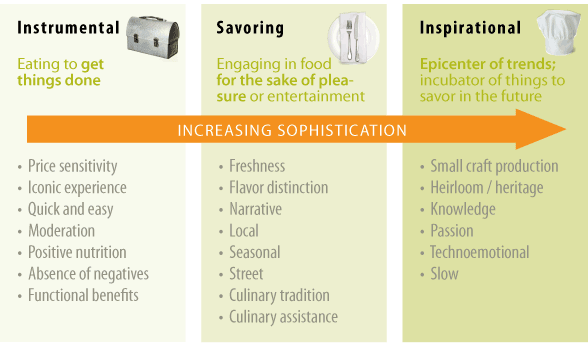 Instrumental
Eating to get
things done
Savoring
Engaging in food
for the sake of plea-
sure or entertainment
Inspirational
Epicenter of trends;
incubator of things to
savor in the future
INCREASING SOPHISTICATION
• Price sensitivity
• Iconic experience
• Quick and easy
• Moderation
• Positive nutrition
• Absence of negatives
• Functional benefits
• Freshness
• Flavor distinction
• Narrative
• Local
• Seasonal
• Street
• Culinary tradition
• Culinary assistance
• Small craft production
• Heirloom / heritage
• Knowledge
• Passion
• Technoemotional
• Slow